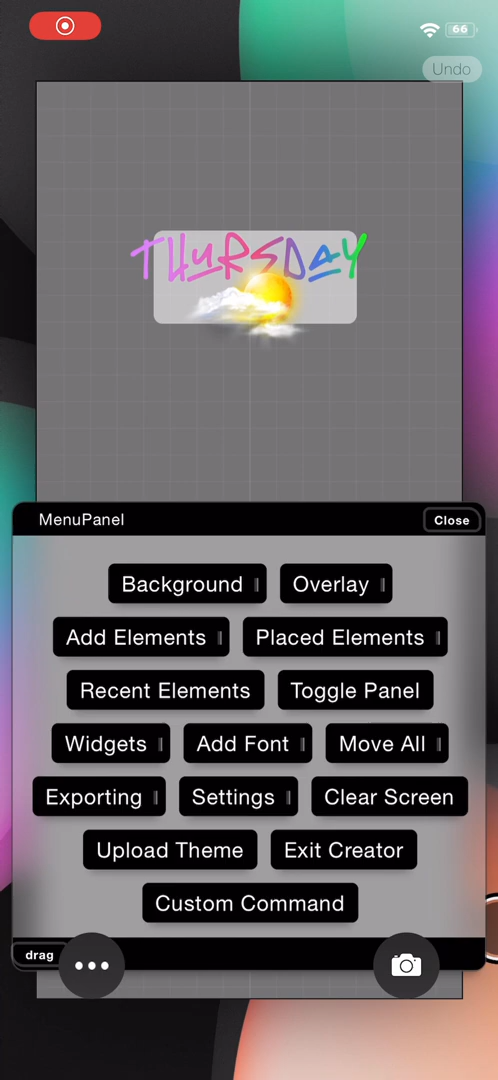 66
Undo
THURSDAY
MenuPanel Close
Background Overlay
Add Elements Placed Elements
Recent Elements Toggle Panel
Widgets Add Font Move All
Exporting Settings Clear Screen
Upload Theme Exit Creator
Custom Command
drag